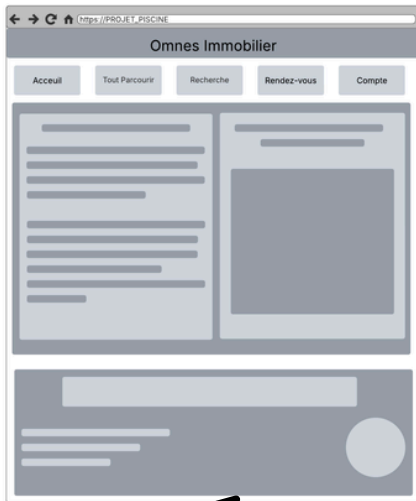 https://PROJET_PISCINE
Omnes Immobilier
Acceuil
Tout Parcourir
Recherche
Rendez-vous
Compte